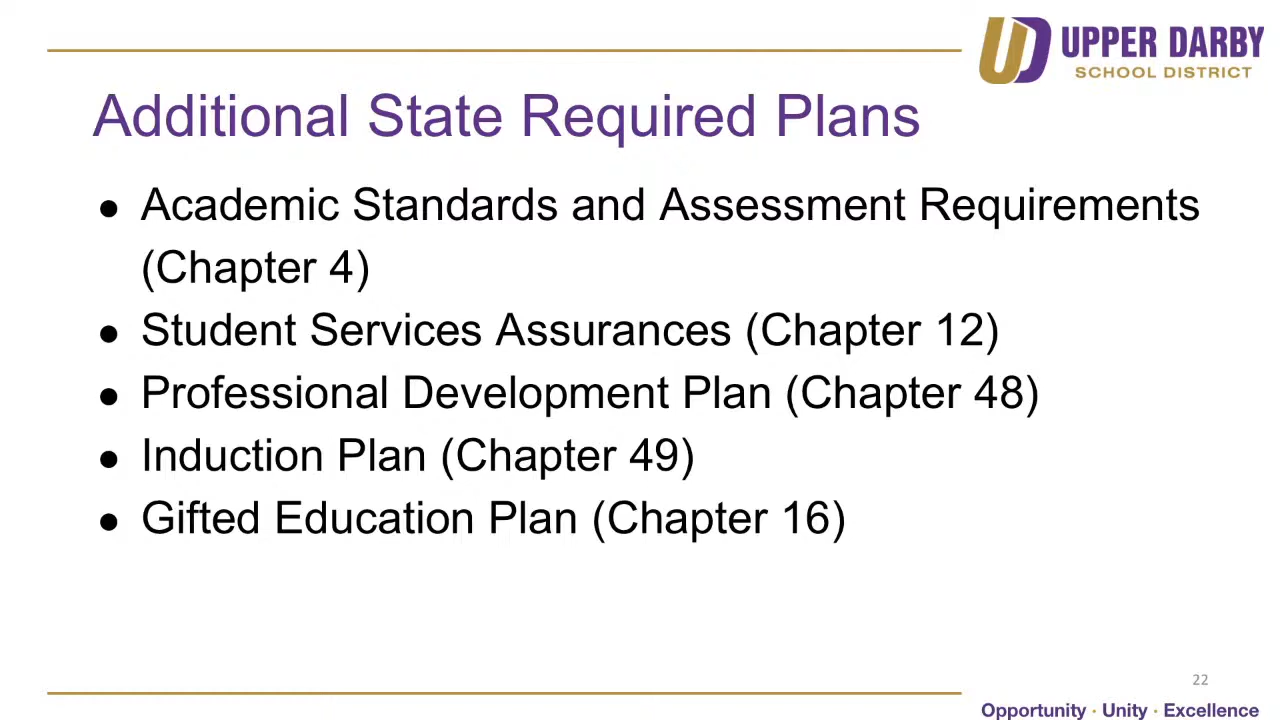 UD UPPER DARBY
SCHOOL DISTRICT
Additional State Required Plans
● Academic Standards and Assessment Requirements
(Chapter 4)
● Student Services Assurances (Chapter 12)
● Professional Development Plan (Chapter 48)
● Induction Plan (Chapter 49)
● Gifted Education Plan (Chapter 16)
22
Opportunity · Unity · Excellence